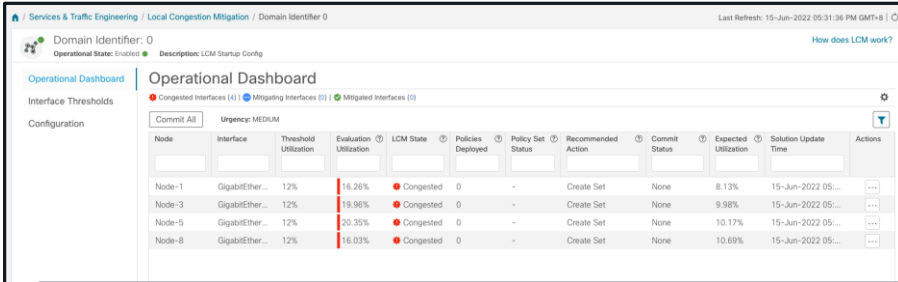 / Services & Traffic Engineering / Local Congestion Mitigation / Domain Identifier 0
Last Refresh: 15-Jun-2022 05:31:36 PM GMT+8 |
Domain Identifier: 0
Operational State: Enabled Description: LCM Startup Config
How does LCM work?
Operational Dashboard
Interface Thresholds
Configuration
Operational Dashboard
Congested Interfaces (4) | Mitigating Interfaces (0) | Mitigated Interfaces (0)
Commit All Urgency: MEDIUM
Node Interface Threshold Utilization Evaluation Utilization ? LCM State ? Policies Deployed ? Policy Set Status ? Recommended Action ? Commit Status ? Expected Utilization ? Solution Update Time Actions
Node-1 GigabitEther... 12% 16.26% Congested 0 - Create Set None 8.13% 15-Jun-2022 05:... ...
Node-3 GigabitEther... 12% 19.96% Congested 0 - Create Set None 9.98% 15-Jun-2022 05:... ...
Node-5 GigabitEther... 12% 20.35% Congested 0 - Create Set None 10.17% 15-Jun-2022 05:... ...
Node-8 GigabitEther... 12% 16.03% Congested 0 - Create Set None 10.69% 15-Jun-2022 05:... ...